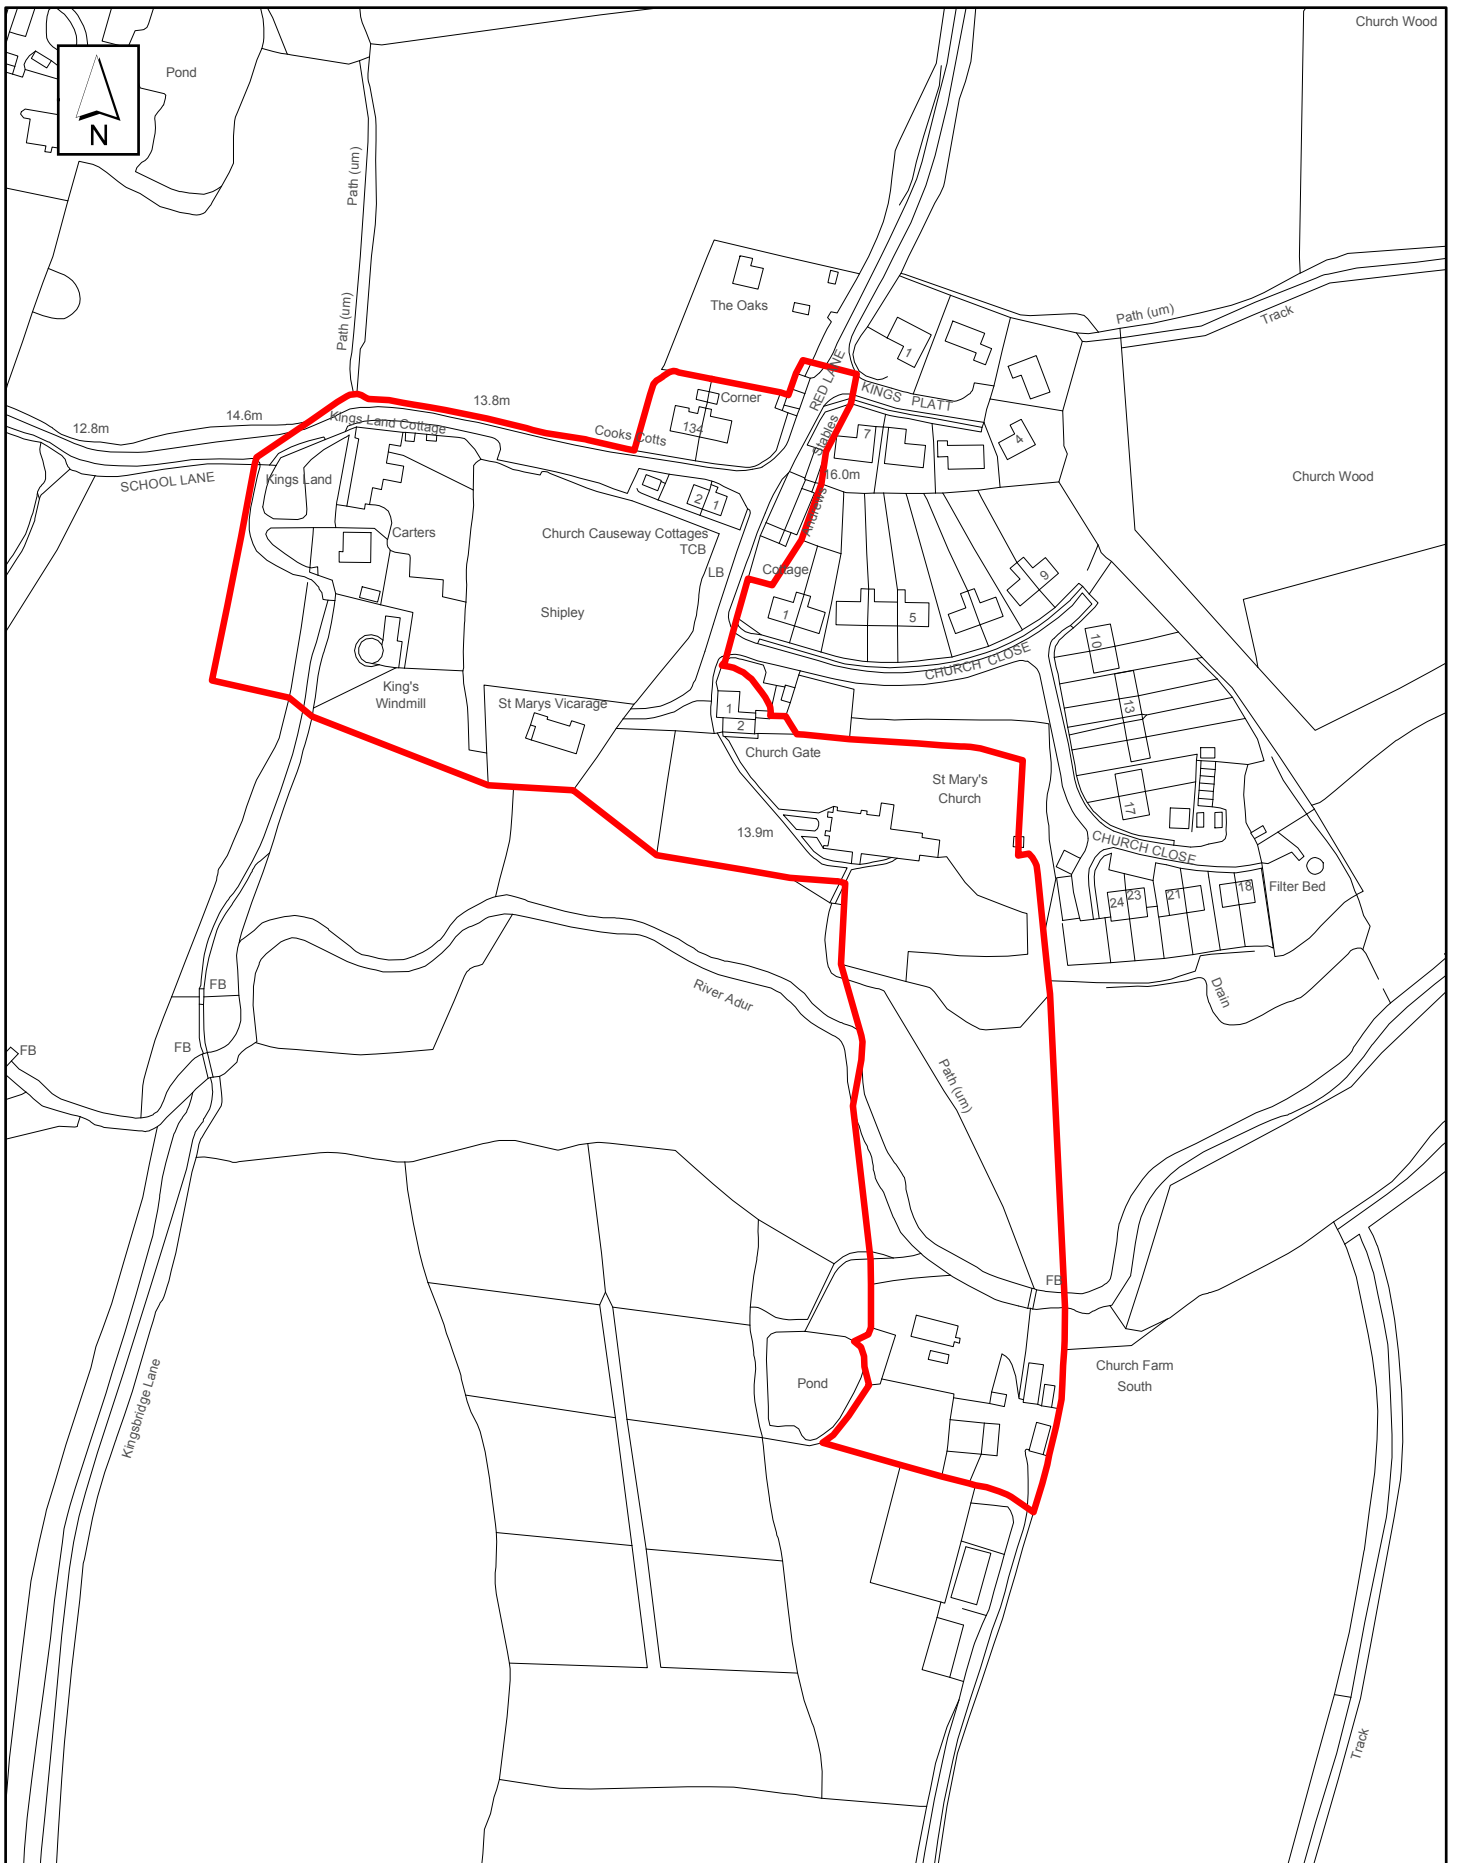 Church Wood
Pond
N
Path (um)
Path (um)
The Oaks
RED LANE
1
Path (um)
Track
KINGS PLATT
4
Corner
134
Cooks Cotts
13.8m
14.6m
12.8m
Kings Land Cottage
SCHOOL LANE
Kings Land
Stables
7
16.0m
Andrews
Cottage
Church Wood
Carters
2
1
Church Causeway Cottages
TCB
LB
Shipley
1
5
9
CHURCH CLOSE
10
13
17
King's
Windmill
St Marys Vicarage
1
2
Church Gate
St Mary's
Church
13.9m
CHURCH CLOSE
24
23
21
18
Filter Bed
Drain
River Adur
FB
FB
FB
Path (um)
FB
Kingsbridge Lane
Pond
Church Farm
South
Track